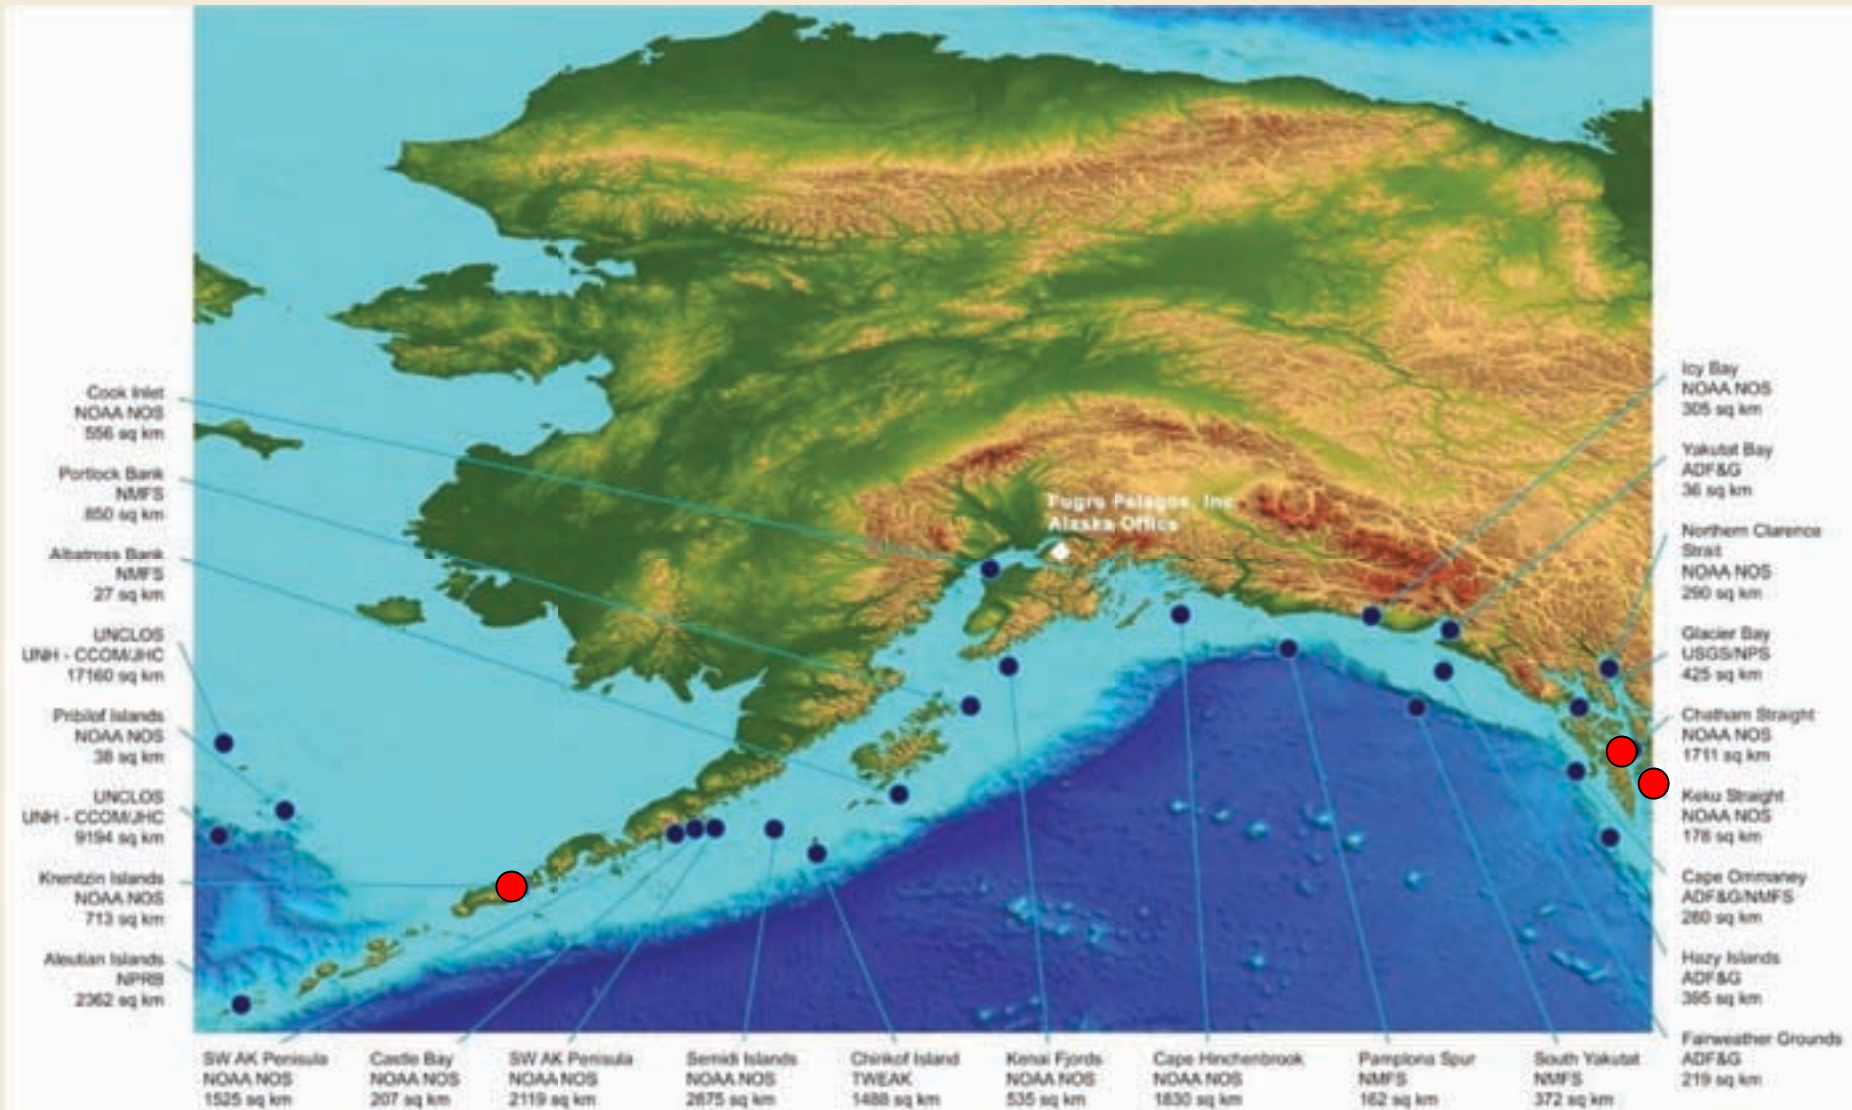 Cook Inlet
NOAA NOS
556 sq km
Portlock Bank
NMFS
850 sq km
Albatross Bank
NMFS
27 sq km
UNCLOS
UNH - CCOM/JHC
17160 sq km
Pribilof Islands
NOAA NOS
38 sq km
UNCLOS
UNH - CCOM/JHC
9194 sq km
Krenitzin Islands
NOAA NOS
713 sq km
Aleutian Islands
NPRB
2362 sq km
Fugro Pelagos, Inc
Alaska Office
Icy Bay
NOAA NOS
305 sq km
Yakutat Bay
ADF&G
36 sq km
Northern Clarence
Strait
NOAA NOS
290 sq km
Glacier Bay
USGS/NPS
425 sq km
Chatham Straight
NOAA NOS
1711 sq km
Keku Straight
NOAA NOS
178 sq km
Cape Ommaney
ADF&G/NMFS
280 sq km
Hazy Islands
ADF&G
395 sq km
Fairweather Grounds
ADF&G
219 sq km
SW AK Penisula
NOAA NOS
1525 sq km
Castle Bay
NOAA NOS
207 sq km
SW AK Penisula
NOAA NOS
2119 sq km
Semidi Islands
NOAA NOS
2875 sq km
Chirikof Island
TWEAK
1488 sq km
Kenai Fjords
NOAA NOS
535 sq km
Cape Hinchenbrook
NOAA NOS
1830 sq km
Pamplona Spur
NMFS
162 sq km
South Yakutat
NMFS
372 sq km